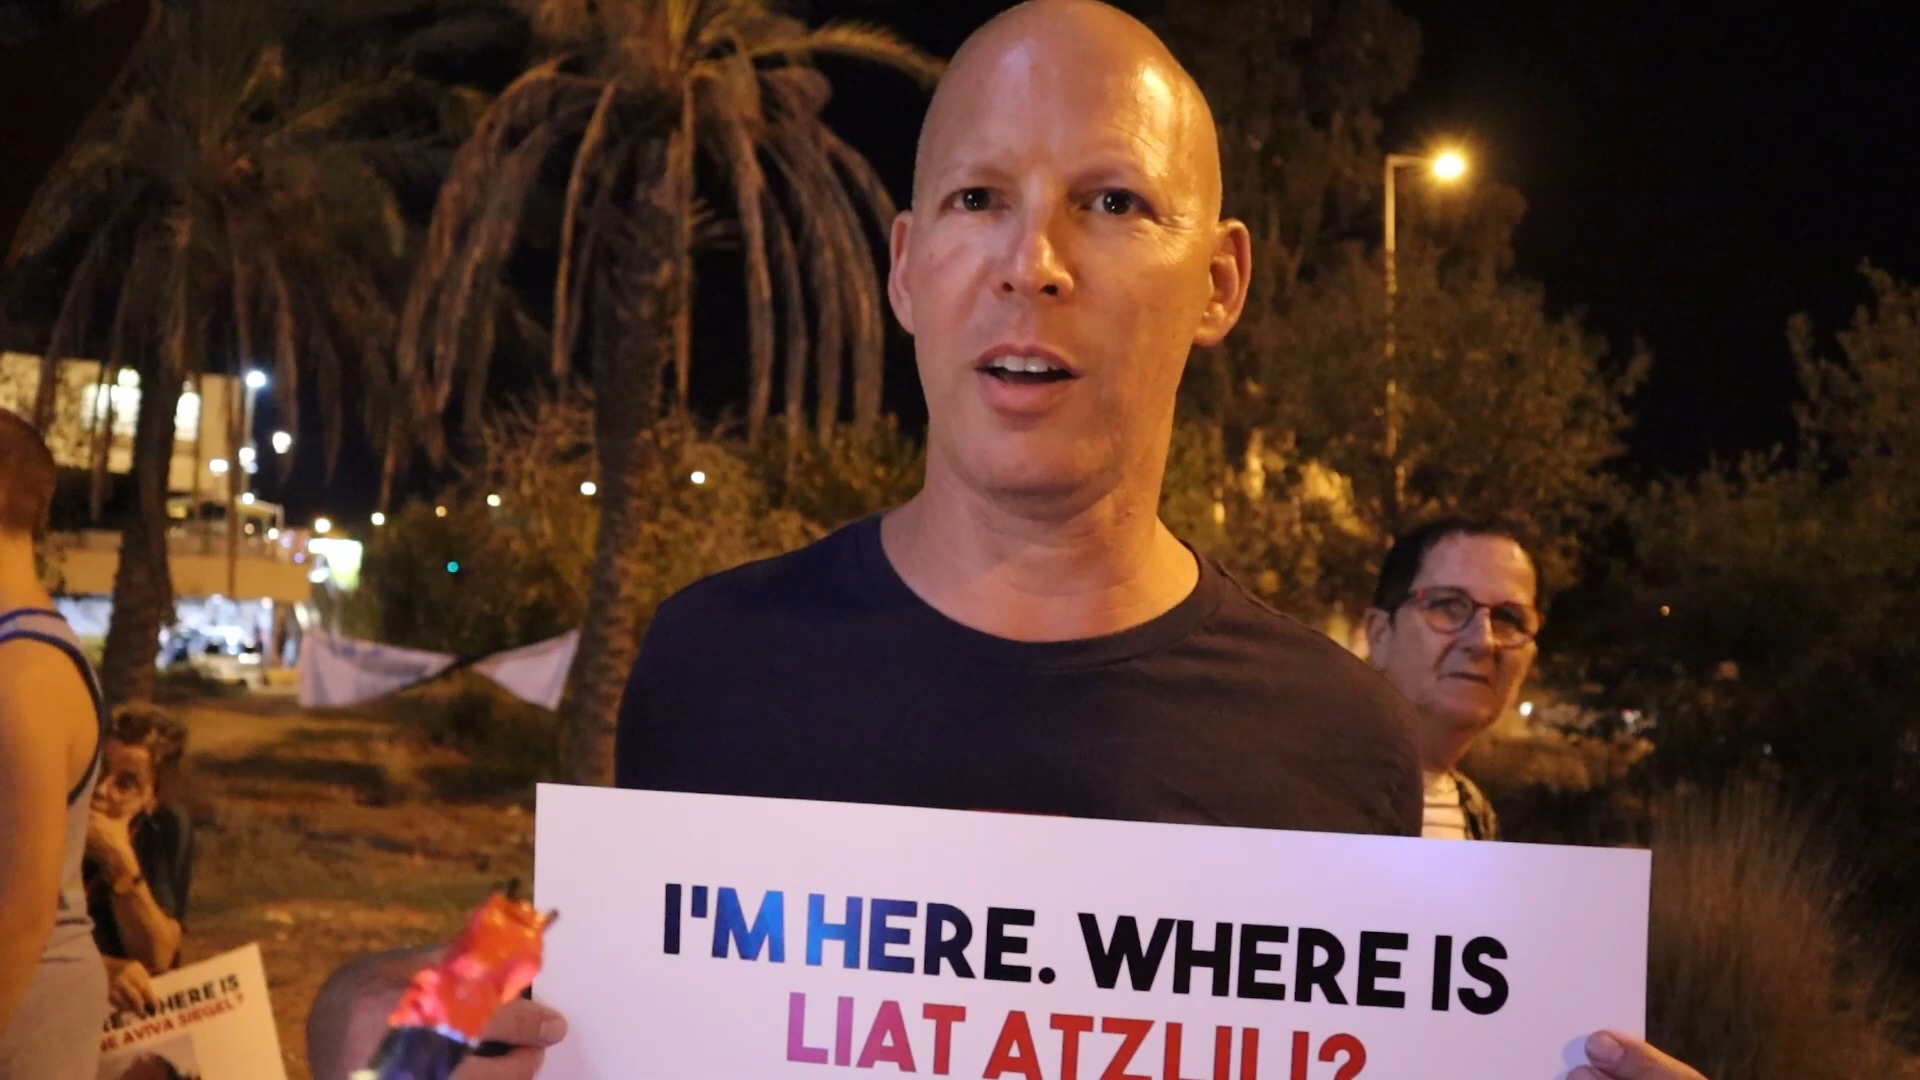 I'M HERE. WHERE IS
LIAT ATZILI?
WHERE IS
AVIVA SIEGEL?